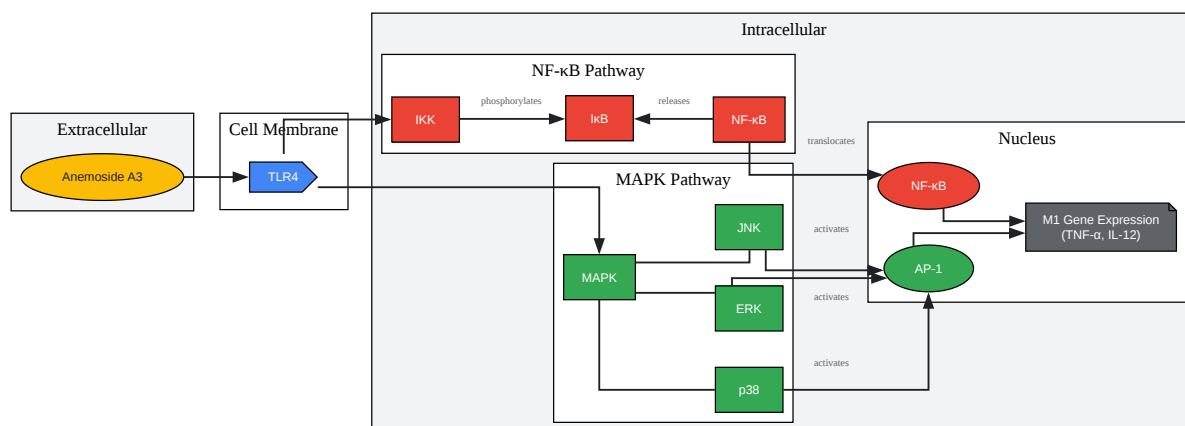 Intracellular
NF-κB Pathway
IKK
phosphorylates
IκB
releases
NF-κB
Extracellular
Anemoside A3
Cell Membrane
TLR4
translocates
Nucleus
NF-κB
M1 Gene Expression
(TNF-α, IL-12)
AP-1
MAPK Pathway
JNK
activates
MAPK
ERK
activates
p38
activates